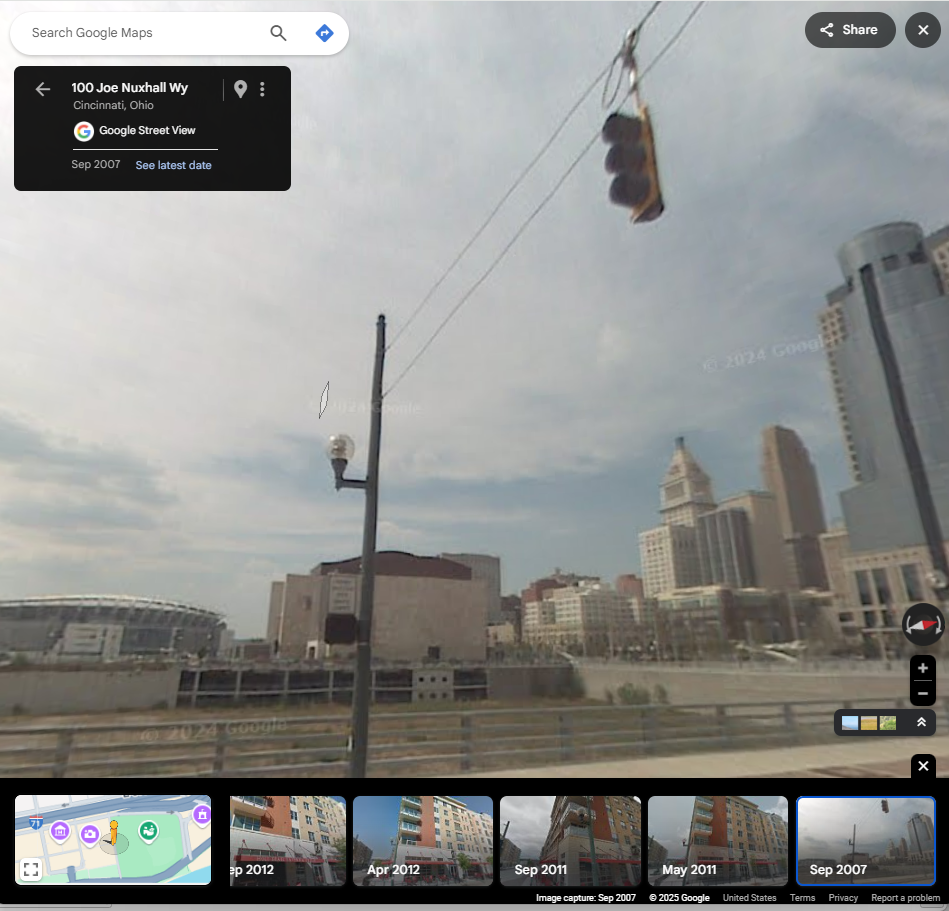 Search Google Maps
Share
100 Joe Nuxhall Wy
Cincinnati, Ohio
Google Street View
Sep 2007
See latest date
© 2024 Google
2024 Google
© 2024 Google
71
ep 2012
Apr 2012
Sep 2011
May 2011
Sep 2007
Image capture: Sep 2007
© 2025 Google
United States
Terms
Privacy
Report a problem